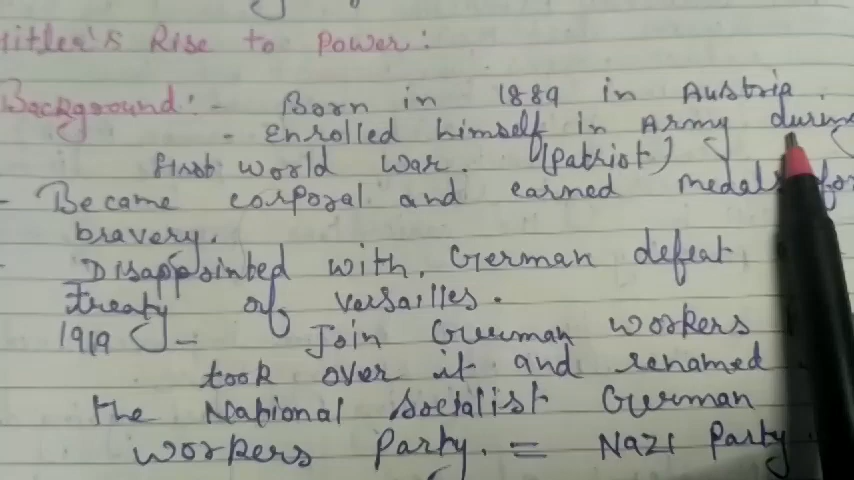 Hitler's Rise to Power:
Background:- Born in 1889 in Austria.
- Enrolled himself in Army during
first world war. (Patriot)
- Became corporal and earned medals for
bravery.
- Disappointed with German defeat
treaty of versailles.
1919 - Join German workers
took over it and renamed
the National Socialist German
workers Party. = Nazi Party